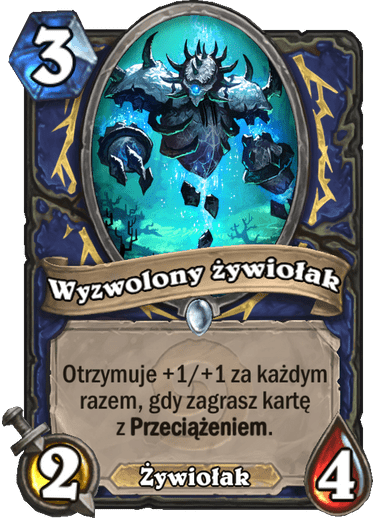 3
Wyzwolony żywiołak
Otrzymuje +1/+1 za każdym
razem, gdy zagrasz kartę
z Przeciążeniem.
2
Żywiołak
4